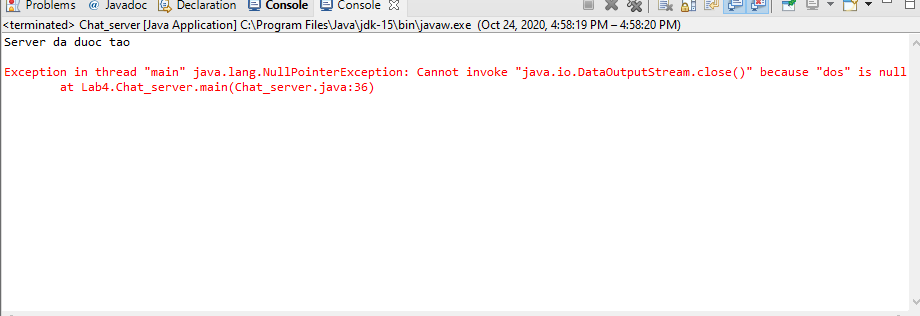 Problems @ Javadoc Declaration Console Console
<terminated> Chat_server [Java Application] C:\Program Files\Java\jdk-15\bin\javaw.exe (Oct 24, 2020, 4:58:19 PM – 4:58:20 PM)
Server da duoc tao
Exception in thread "main" java.lang.NullPointerException: Cannot invoke "java.io.DataOutputStream.close()" because "dos" is null
at Lab4.Chat_server.main(Chat_server.java:36)